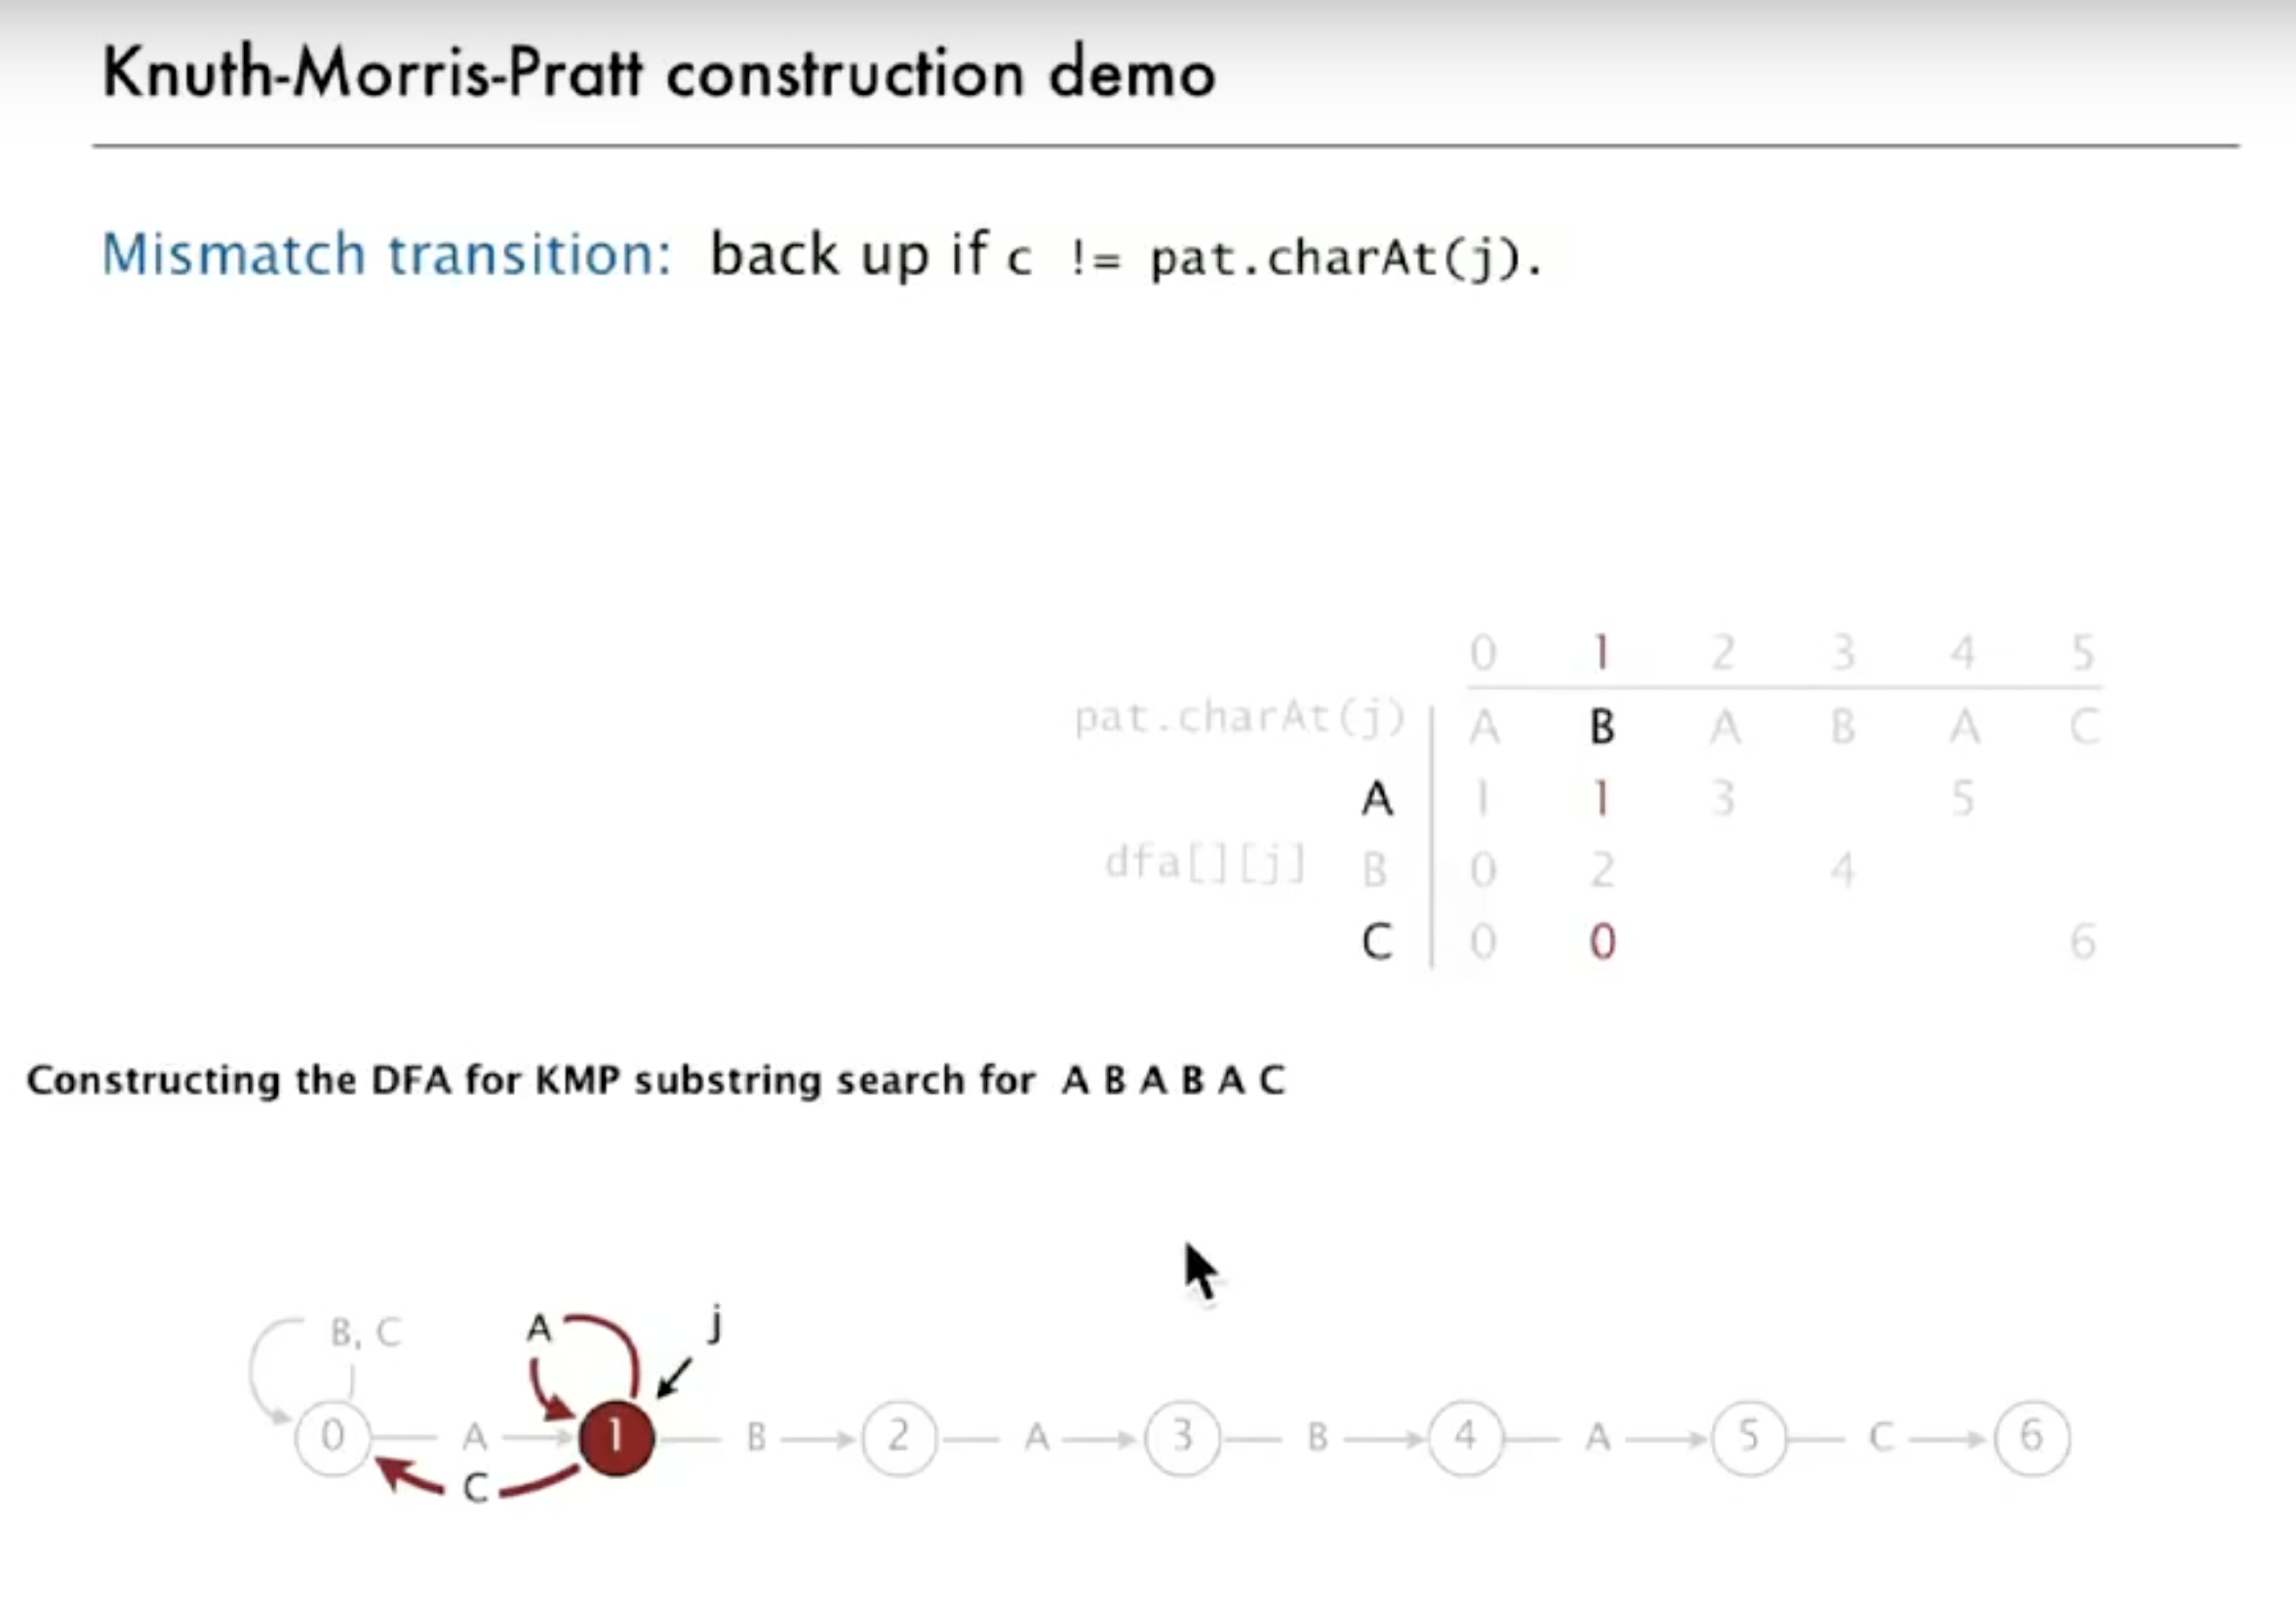 Knuth-Morris-Pratt construction demo
Mismatch transition: back up if c != pat.charAt(j).
0 1 2 3 4 5
pat.charAt(j) A B A B A C
A 1 1 3 5
dfa[][j] B 0 2 4
C 0 0 6
Constructing the DFA for KMP substring search for A B A B A C
B, C A j
0 A 1 B 2 A 3 B 4 A 5 C 6
C